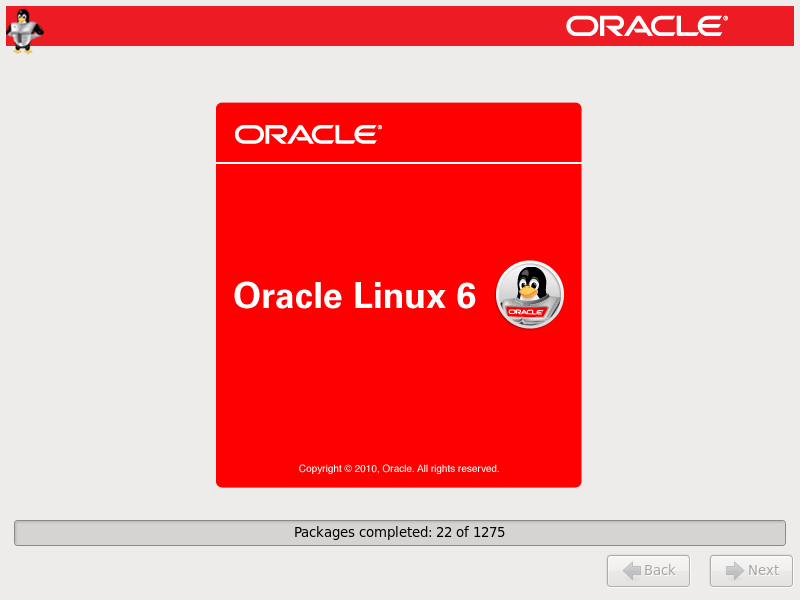 ORACLE®
ORACLE®
Oracle Linux 6
ORACLE®
Copyright © 2010, Oracle. All rights reserved.
Packages completed: 22 of 1275
Back
Next